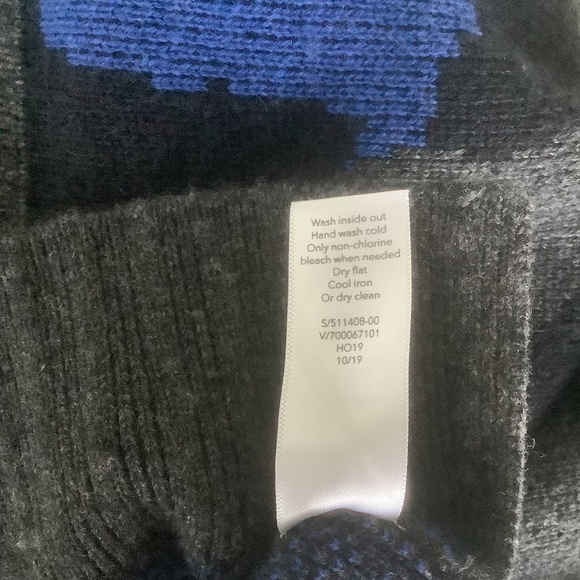 Wash inside out
Hand wash cold
Only non-chlorine
bleach when needed
Dry flat
Cool iron
Or dry clean
S/511408-00
V/700067101
HO19
10/19